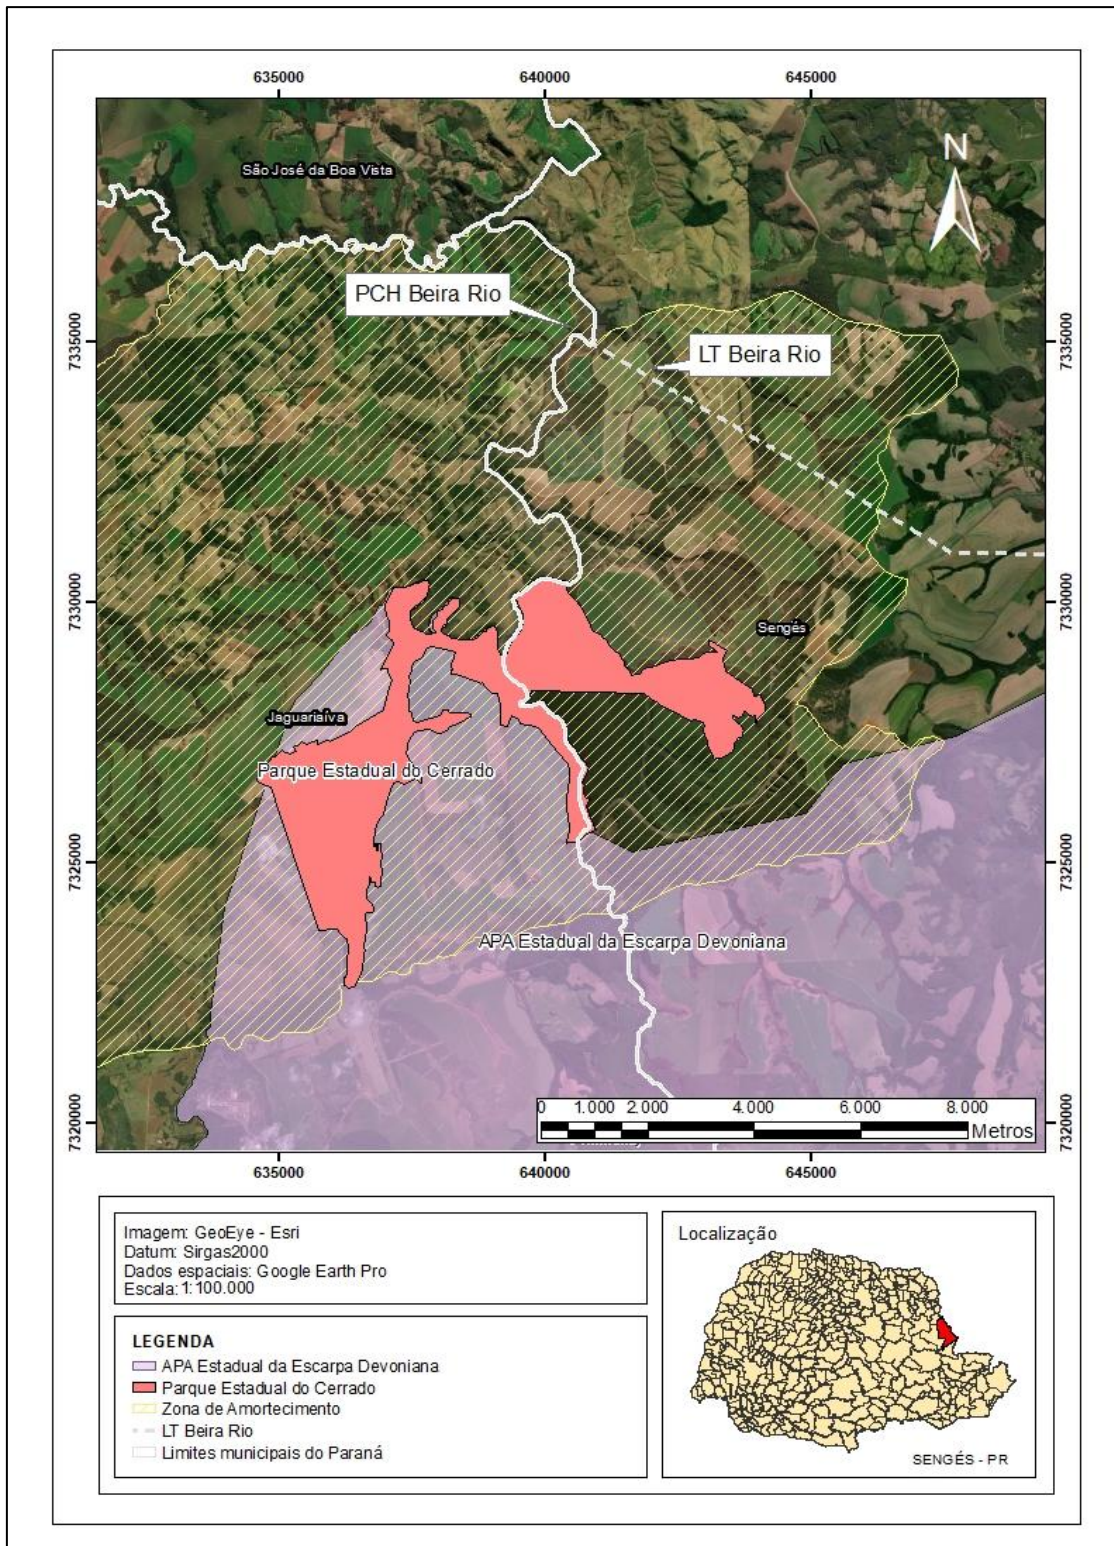 635000
640000
645000
São José da Boa Vista
N
PCH Beira Rio
7335000
LT Beira Rio
7335000
7330000
7330000
Sengés
Jaguariaíva
Parque Estadual do Cerrado
7325000
7325000
APA Estadual da Escarpa Devoniana
0 1.000 2.000 4.000 6.000 8.000
Metros
7320000
7320000
635000
640000
645000
Imagem: GeoEye - Esri
Datum: Sirgas2000
Dados espaciais: Google Earth Pro
Escala: 1:100.000
LEGENDA
APA Estadual da Escarpa Devoniana
Parque Estadual do Cerrado
Zona de Amortecimento
LT Beira Rio
Limites municipais do Paraná
Localização
SENGÉS - PR